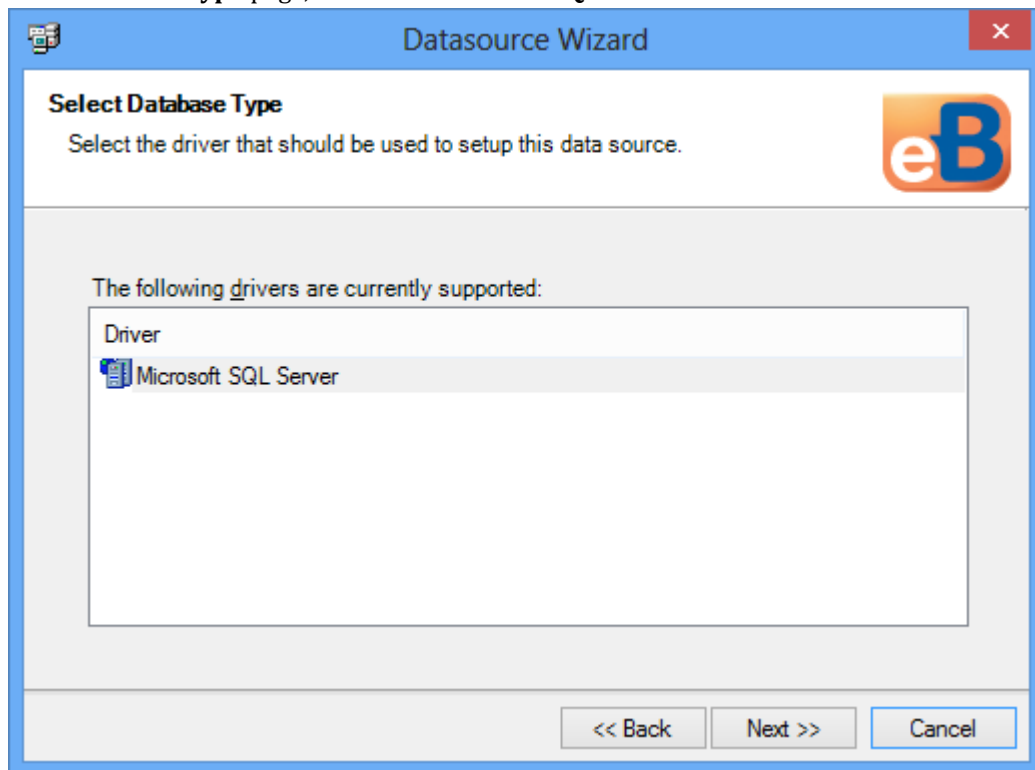 Datasource Wizard
Select Database Type
Select the driver that should be used to setup this data source.
eB
The following drivers are currently supported:
Driver
Microsoft SQL Server
<< Back
Next >>
Cancel